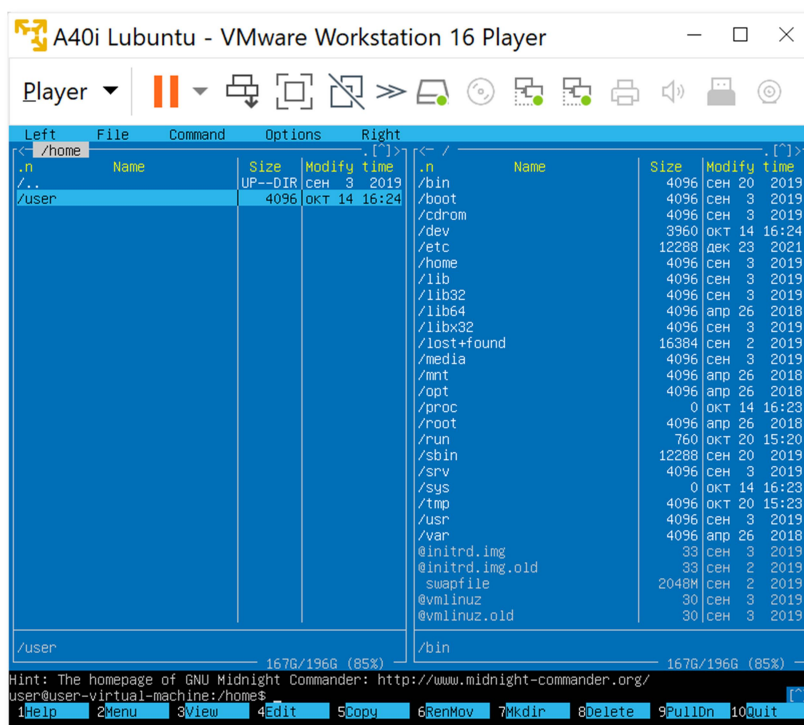 A40i Lubuntu - VMware Workstation 16 Player
Player
Left File Command Options Right
/home
.[^]>
.n Name Size Modify time
/.. UP--DIR сен 3 2019
/user 4096 окт 14 16:24
/user
167G/196G (85%)
/
.[^]>
.n Name Size Modify time
/bin 4096 сен 20 2019
/boot 4096 сен 3 2019
/cdrom 4096 сен 3 2019
/dev 3960 окт 14 16:24
/etc 12288 дек 23 2021
/home 4096 сен 3 2019
/lib 4096 сен 3 2019
/lib32 4096 сен 3 2019
/lib64 4096 апр 26 2018
/libx32 4096 сен 3 2019
/lost+found 16384 сен 2 2019
/media 4096 сен 3 2019
/mnt 4096 апр 26 2018
/opt 4096 апр 26 2018
/proc 0 окт 14 16:23
/root 4096 апр 26 2018
/run 760 окт 20 15:20
/sbin 12288 сен 20 2019
/srv 4096 сен 3 2019
/sys 0 окт 14 16:23
/tmp 4096 окт 20 15:23
/usr 4096 сен 3 2019
/var 4096 апр 26 2018
@initrd.img 33 сен 3 2019
@initrd.img.old 33 сен 2 2019
swapfile 2048M сен 2 2019
@vmlinuz 30 сен 3 2019
@vmlinuz.old 30 сен 3 2019
/bin
167G/196G (85%)
Hint: The homepage of GNU Midnight Commander: http://www.midnight-commander.org/
user@user-virtual-machine:/home$ _ [^
1Help 2Menu 3View 4Edit 5Copy 6RenMov 7Mkdir 8Delete 9PullDn 10Quit